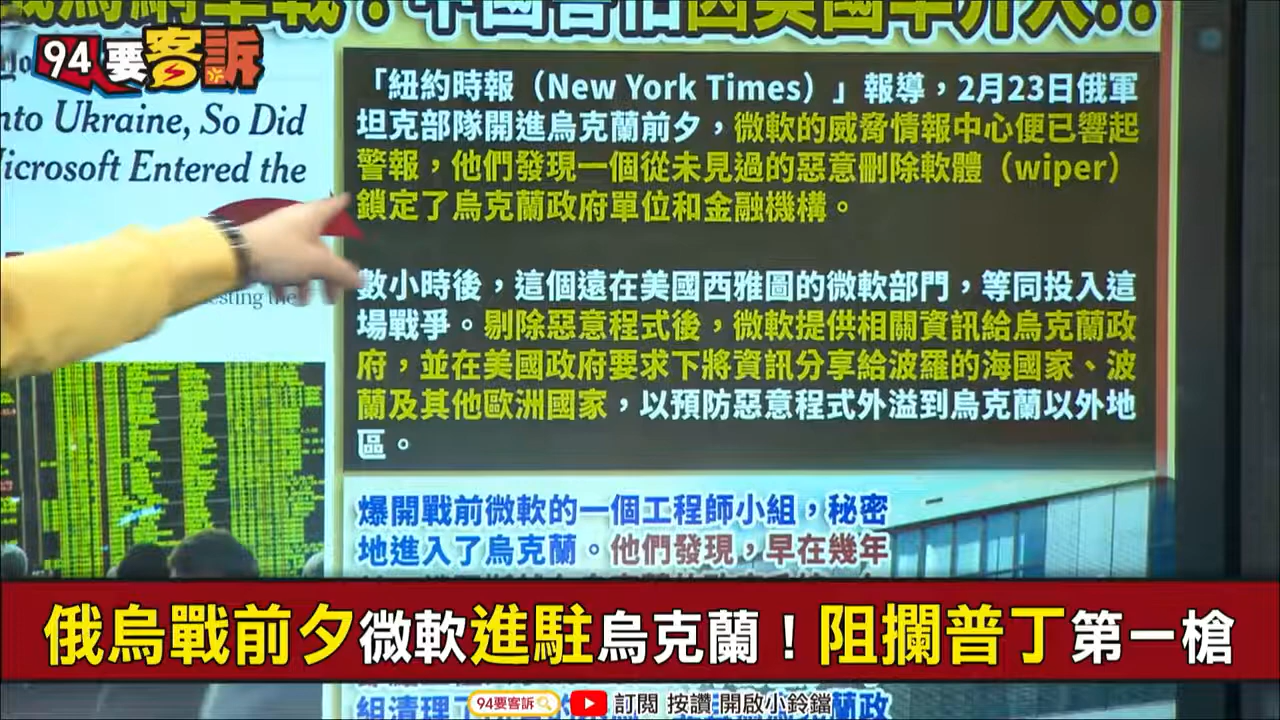 94要客訴
nto Ukraine, So Did
icrosoft Entered the
esting the
「紐約時報(New York Times)」報導,2月23日俄軍
坦克部隊開進烏克蘭前夕,微軟的威脅情報中心便已響起
警報,他們發現一個從未見過的惡意刪除軟體(wiper)
鎖定了烏克蘭政府單位和金融機構。
數小時後,這個遠在美國西雅圖的微軟部門,等同投入這
場戰爭。剔除惡意程式後,微軟提供相關資訊給烏克蘭政
府,並在美國政府要求下將資訊分享給波羅的海國家、波
蘭及其他歐洲國家,以預防惡意程式外溢到烏克蘭以外地
區。
爆開戰前微軟的一個工程師小組,秘密
地進入了烏克蘭。他們發現,早在幾年
俄烏戰前夕微軟進駐烏克蘭!阻攔普丁第一槍
94要客訴
訂閱 按讚 開啟小鈴鐺